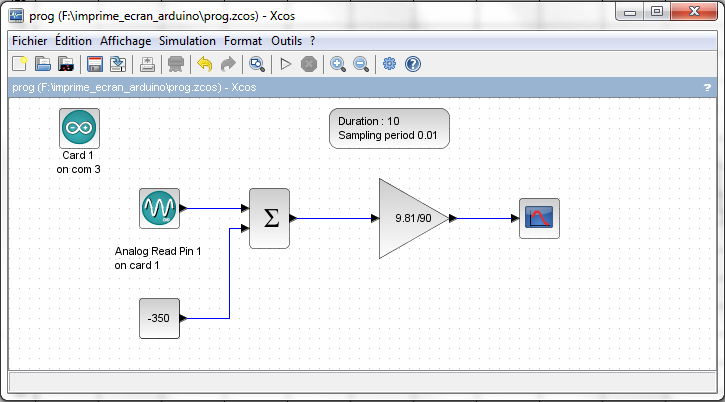 prog (F:\imprime_ecran_arduino\prog.zcos) - Xcos
Fichier Édition Affichage Simulation Format Outils ?
prog (F:\imprime_ecran_arduino\prog.zcos) - Xcos ?
Card 1
on com 3
Duration : 10
Sampling period 0.01
Σ
9.81/90
Analog Read Pin 1
on card 1
-350